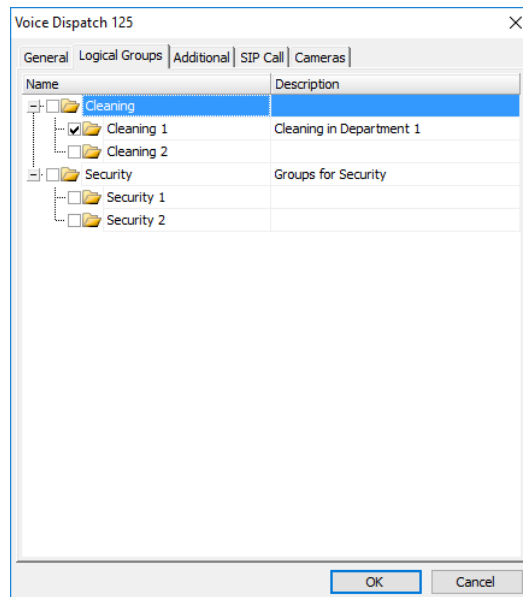 Voice Dispatch 125
General Logical Groups Additional SIP Call Cameras
Name Description
Cleaning
Cleaning 1 Cleaning in Department 1
Cleaning 2
Security Groups for Security
Security 1
Security 2
OK Cancel